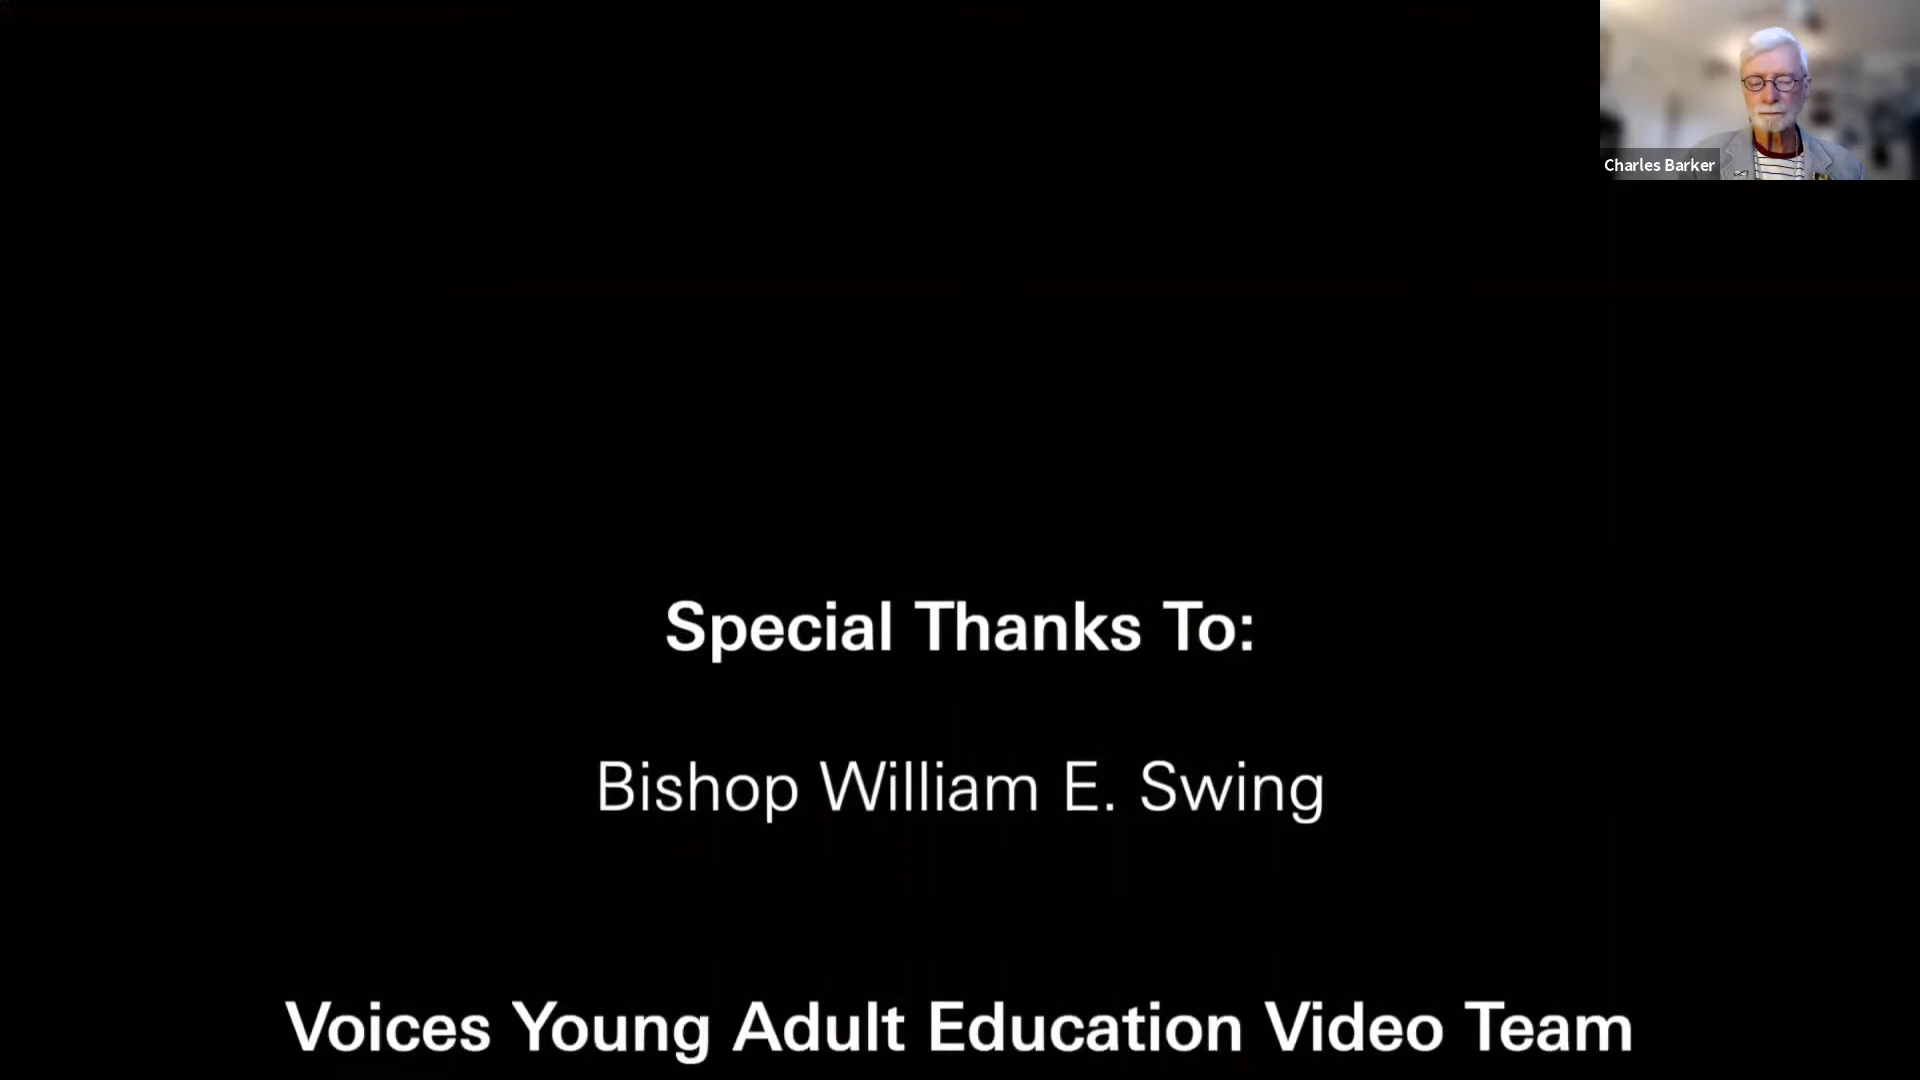 Charles Barker
Special Thanks To:
Bishop William E. Swing
Voices Young Adult Education Video Team